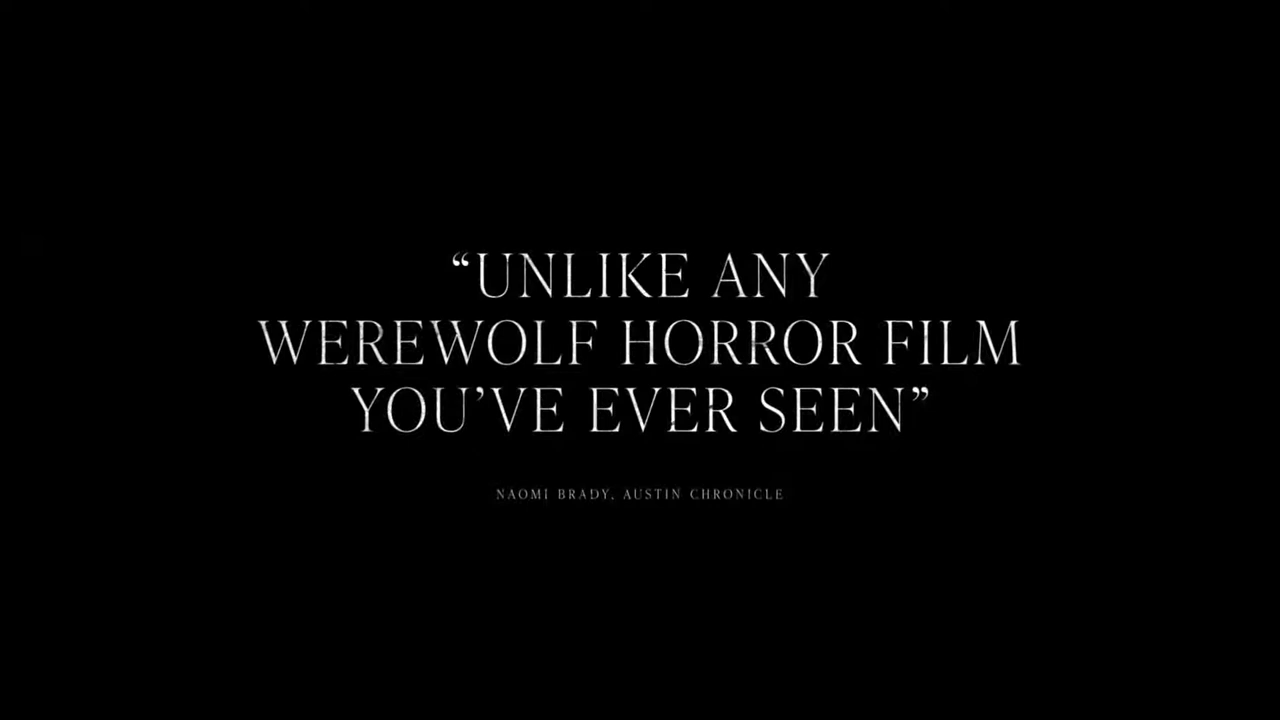 “UNLIKE ANY
WEREWOLF HORROR FILM
YOU’VE EVER SEEN”
NAOMI BRADY, AUSTIN CHRONICLE